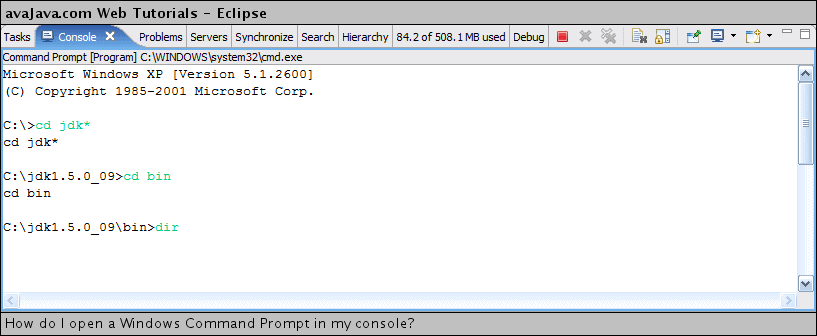 avaJava.com Web Tutorials - Eclipse
Tasks Console Problems Servers Synchronize Search Hierarchy 84.2 of 508.1 MB used Debug
Command Prompt [Program] C:\WINDOWS\system32\cmd.exe
Microsoft Windows XP [Version 5.1.2600]
(C) Copyright 1985-2001 Microsoft Corp.
C:\>cd jdk*
cd jdk*
C:\jdk1.5.0_09>cd bin
cd bin
C:\jdk1.5.0_09\bin>dir
How do I open a Windows Command Prompt in my console?